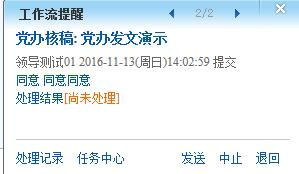 工作流提醒 2/2
党办核稿: 党办发文演示
领导测试01 2016-11-13(周日)14:02:59 提交
同意 同意同意
处理结果[尚未处理]
处理记录 任务中心 发送 中止 退回